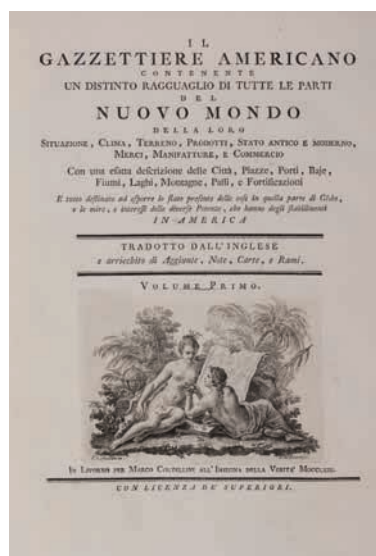 IL
GAZZETTIERE AMERICANO
CONTENENTE
UN DISTINTO RAGGUAGLIO DI TUTTE LE PARTI
DEL
NUOVO MONDO
DELLA LORO
SITUAZIONE, CLIMA, TERRENO, PRODOTTI, STATO ANTICO E MODERNO,
MERCI, MANIFATTURE, E COMMERCIO
Con una esatta descrizione delle Città, Piazze, Porti, Baje,
Fiumi, Laghi, Montagne, Passi, e Fortificazioni
Il tutto destinato ad esporre lo stato presente delle cose in quella parte di Globo,
e le mire, e interessi delle diverse Potenze, che hanno degli stabilimenti
IN AMERICA
TRADOTTO DALL'INGLESE
e arricchito di Aggiunte, Note, Carte, e Rami.
VOLUME PRIMO.
IN LIVORNO PER MARCO COLTELLINI ALL'INSEGNA DELLA VERITA' MDCCLXIII.
CON LICENZA DE' SUPERIORI.